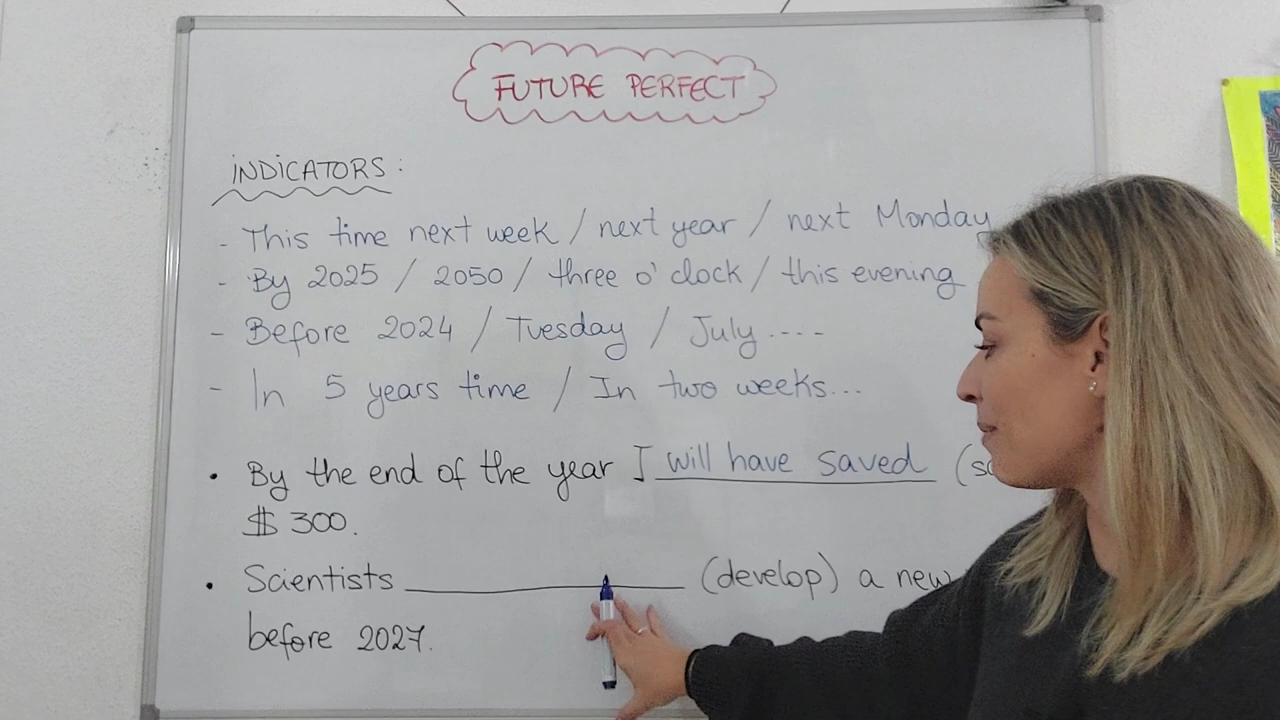 FUTURE PERFECT
INDICATORS:
- This time next week / next year / next Monday
- By 2025 / 2050 / three o'clock / this evening
- Before 2024 / Tuesday / July....
- In 5 years time / In two weeks...
• By the end of the year I will have saved
$ 300.
• Scientists ____________ (develop) a new
before 2027.